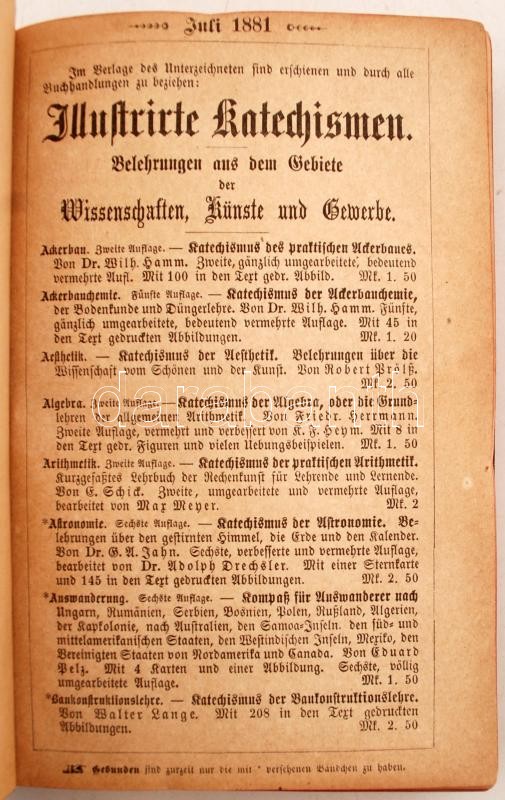 Juli 1881
Im Verlage des Unterzeichneten sind erschienen und durch alle
Buchhandlungen zu beziehen:
Illustrirte Katechismen.
Belehrungen aus dem Gebiete
der
Wissenschaften, Künste und Gewerbe.
Ackerbau. Zweite Auflage. — Katechismus des praktischen Ackerbaues.
Von Dr. Wilh. Hamm. Zweite, gänzlich umgearbeitete, bedeutend
vermehrte Aufl. Mit 100 in den Text gedr. Abbild. Mk. 1. 50
Ackerbauchemie. Fünfte Auflage. — Katechismus der Ackerbauchemie,
der Bodenkunde und Düngerlehre. Von Dr. Wilh. Hamm. Fünfte,
gänzlich umgearbeitete, bedeutend vermehrte Auflage. Mit 45 in
den Text gedruckten Abbildungen. Mk. 1. 20
Aesthetik. — Katechismus der Aesthetik. Belehrungen über die
Wissenschaft vom Schönen und der Kunst. Von Robert Prölß.
Mk. 2. 50
Algebra. Zweite Auflage. — Katechismus der Algebra, oder die Grund-
lehren der allgemeinen Arithmetik. Von Friedr. Herrmann.
Zweite Auflage, vermehrt und verbessert von K. F. Heym. Mit 8 in
den Text gedr. Figuren und vielen Uebungsbeispielen. Mk. 1. 50
Arithmetik. Zweite Auflage. — Katechismus der praktischen Arithmetik.
Kurzgefaßtes Lehrbuch der Rechenkunst für Lehrende und Lernende.
Von E. Schick. Zweite, umgearbeitete und vermehrte Auflage,
bearbeitet von Max Meyer. Mk. 2
*Astronomie. Sechste Auflage. — Katechismus der Astronomie. Be-
lehrungen über den gestirnten Himmel, die Erde und den Kalender.
Von Dr. G. A. Jahn. Sechste, verbesserte und vermehrte Auflage,
bearbeitet von Dr. Adolph Drechsler. Mit einer Sternkarte
und 145 in den Text gedruckten Abbildungen. Mk. 2. 50
*Auswanderung. Sechste Auflage. — Kompaß für Auswanderer nach
Ungarn, Rumänien, Serbien, Bosnien, Polen, Rußland, Algerien,
der Kapkolonie, nach Australien, den Samoa-Inseln, den süd- und
mittelamerikanischen Staaten, den Westindischen Inseln, Mexiko, den
Vereinigten Staaten von Nordamerika und Canada. Von Eduard
Pelz. Mit 4 Karten und einer Abbildung. Sechste, völlig
umgearbeitete Auflage. Mk. 1. 50
*Baukonstruktionslehre. — Katechismus der Baukonstruktionslehre.
Von Walter Lange. Mit 208 in den Text gedruckten
Abbildungen. Mk. 2. 50
Gebunden sind zurzeit nur die mit * versehenen Bändchen zu haben.
darabanth